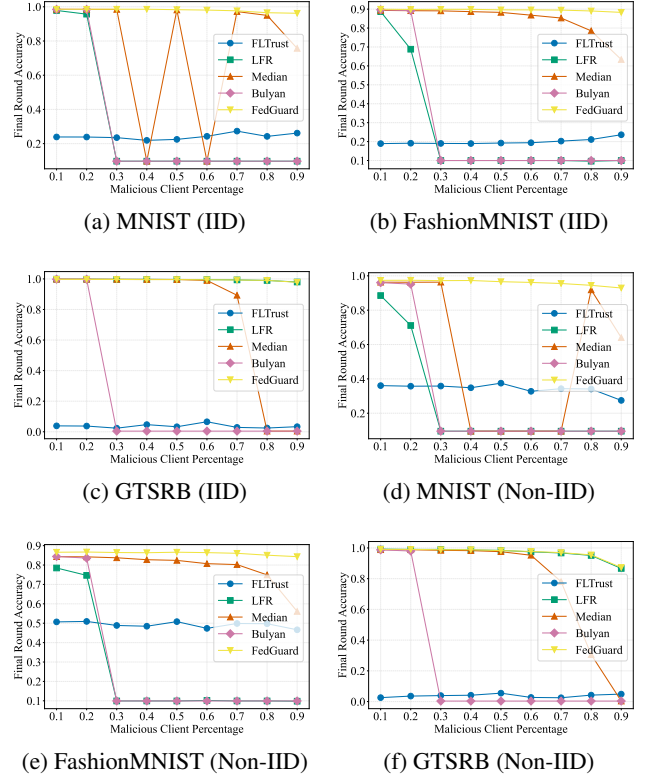 1.0
0.8
0.6
0.4
0.2
Final Round Accuracy
FLTrust
LFR
Median
Bulyan
FedGuard
0.1 0.2 0.3 0.4 0.5 0.6 0.7 0.8 0.9
Malicious Client Percentage
(a) MNIST (IID)
0.9
0.8
0.7
0.6
0.5
0.4
0.3
0.2
0.1
Final Round Accuracy
FLTrust
LFR
Median
Bulyan
FedGuard
0.1 0.2 0.3 0.4 0.5 0.6 0.7 0.8 0.9
Malicious Client Percentage
(b) FashionMNIST (IID)
1.0
0.8
0.6
0.4
0.2
0.0
Final Round Accuracy
FLTrust
LFR
Median
Bulyan
FedGuard
0.1 0.2 0.3 0.4 0.5 0.6 0.7 0.8 0.9
Malicious Client Percentage
(c) GTSRB (IID)
1.0
0.8
0.6
0.4
0.2
Final Round Accuracy
FLTrust
LFR
Median
Bulyan
FedGuard
0.1 0.2 0.3 0.4 0.5 0.6 0.7 0.8 0.9
Malicious Client Percentage
(d) MNIST (Non-IID)
0.9
0.8
0.7
0.6
0.5
0.4
0.3
0.2
0.1
Final Round Accuracy
FLTrust
LFR
Median
Bulyan
FedGuard
0.1 0.2 0.3 0.4 0.5 0.6 0.7 0.8 0.9
Malicious Client Percentage
(e) FashionMNIST (Non-IID)
1.0
0.8
0.6
0.4
0.2
0.0
Final Round Accuracy
FLTrust
LFR
Median
Bulyan
FedGuard
0.1 0.2 0.3 0.4 0.5 0.6 0.7 0.8 0.9
Malicious Client Percentage
(f) GTSRB (Non-IID)